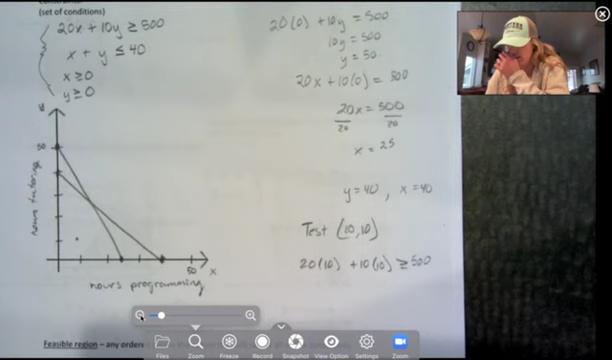 (set of conditions)
20x + 10y ≥ 500
x + y ≤ 40
x ≥ 0
y ≥ 0
50
hours tutoring
50
x
hours programming
20(0) + 10y = 500
10y = 500
y = 50
20x + 10(0) = 500
20x = 500
20 20
x = 25
y = 40, x = 40
Test (10,10)
20(10) + 10(10) ≥ 500
Files
Zoom
Freeze
Record
Snapshot
View Option
Settings
Zoom
Feasible region – any ordere